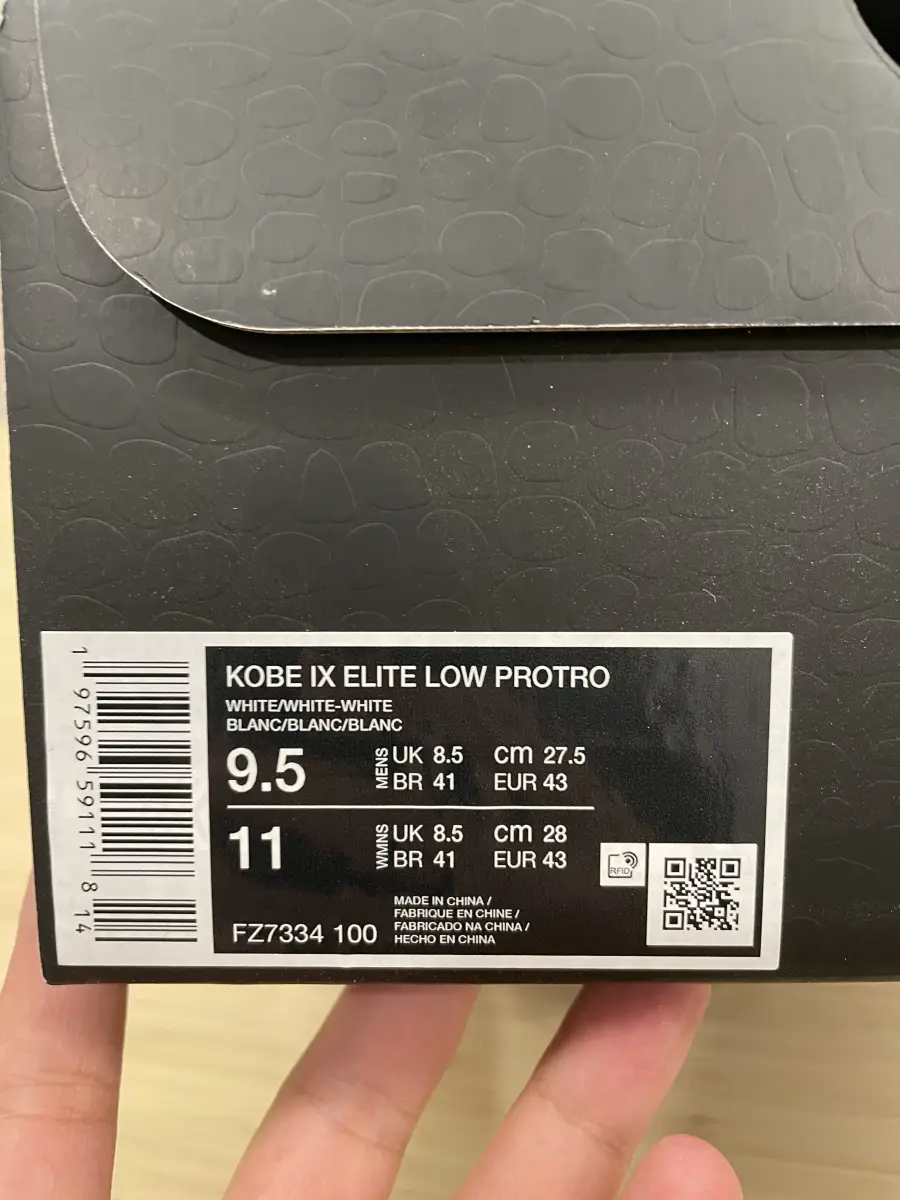 KOBE IX ELITE LOW PROTRO
WHITE/WHITE-WHITE
BLANC/BLANC/BLANC
9.5 MENS UK 8.5 cm 27.5
BR 41 EUR 43
11 WMNS UK 8.5 cm 28
BR 41 EUR 43
RFID
FZ7334 100
MADE IN CHINA /
FABRIQUE EN CHINE /
FABRICADO NA CHINA /
HECHO EN CHINA
1 97596 59111 8 14